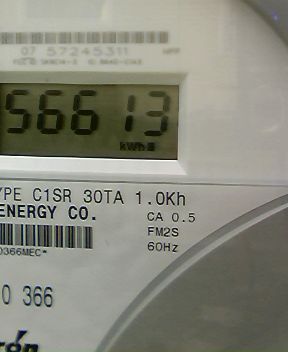 07 57245311
56613
kWh
YPE C1SR 30TA 1.0Kh
ENERGY CO.
CA 0.5
FM2S
60Hz
0366MEC*
0 366
rón